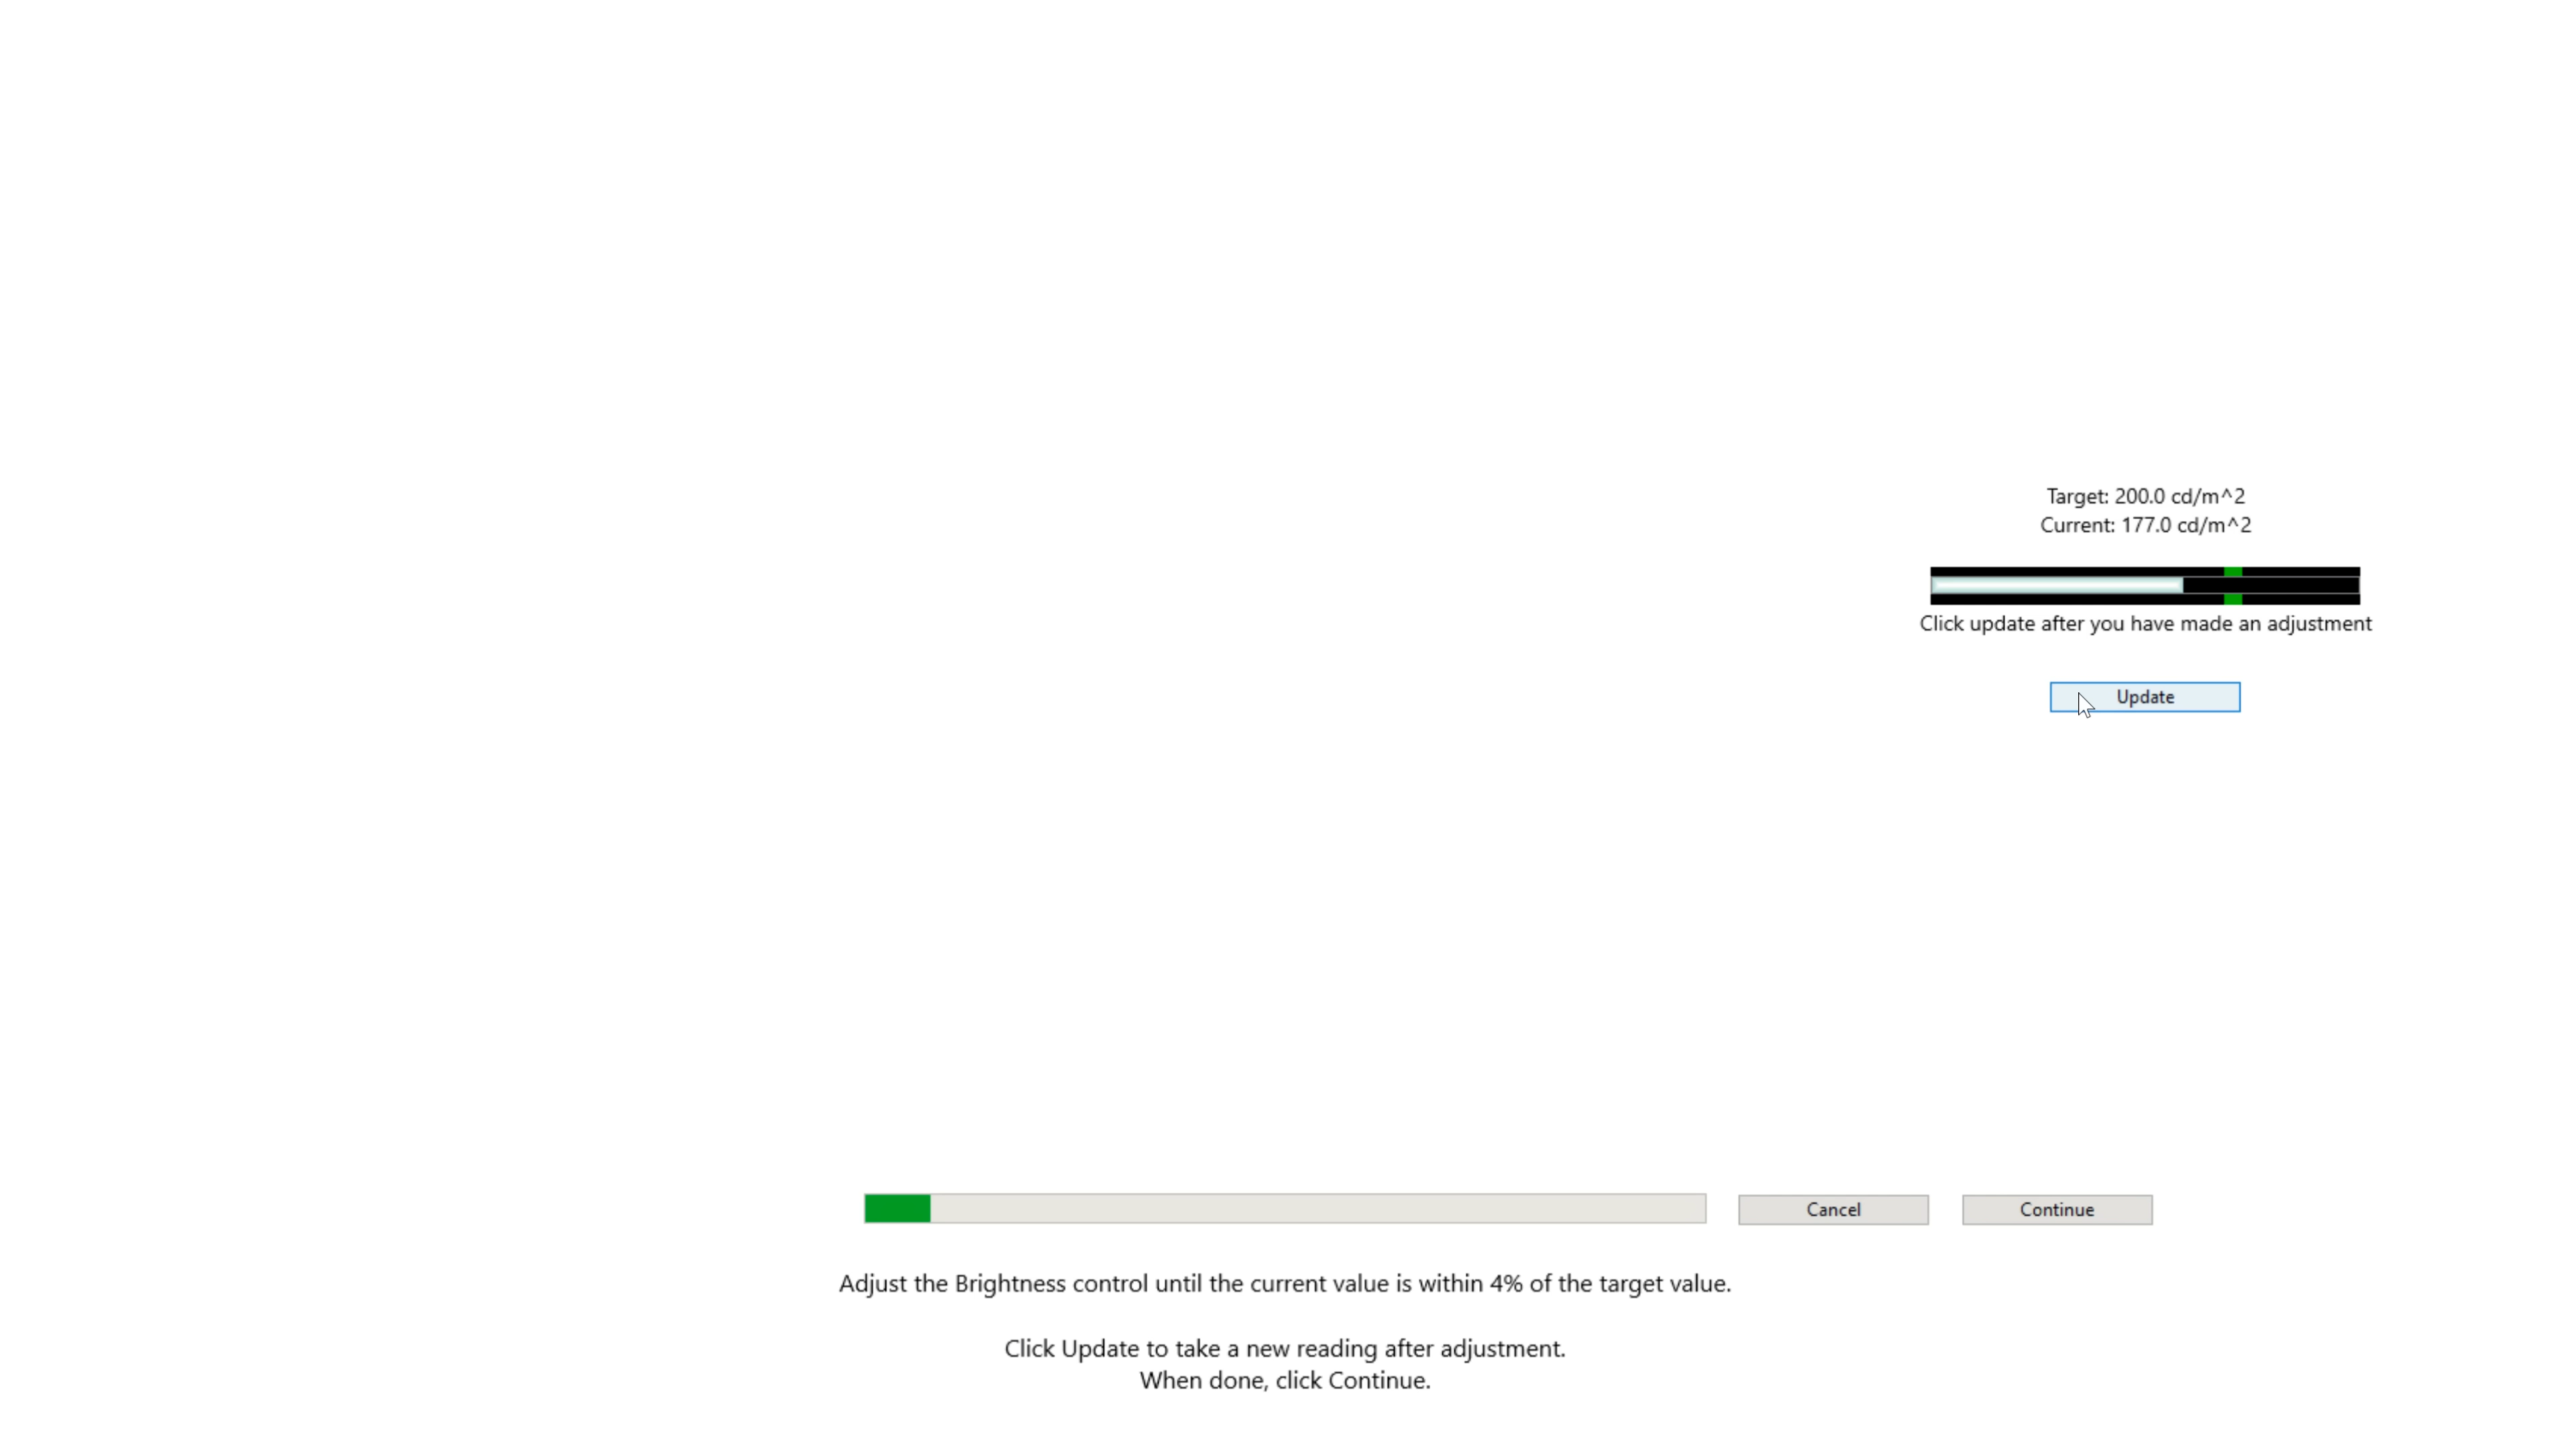 Target: 200.0 cd/m^2
Current: 177.0 cd/m^2
Click update after you have made an adjustment
Update
Cancel
Continue
Adjust the Brightness control until the current value is within 4% of the target value.
Click Update to take a new reading after adjustment.
When done, click Continue.